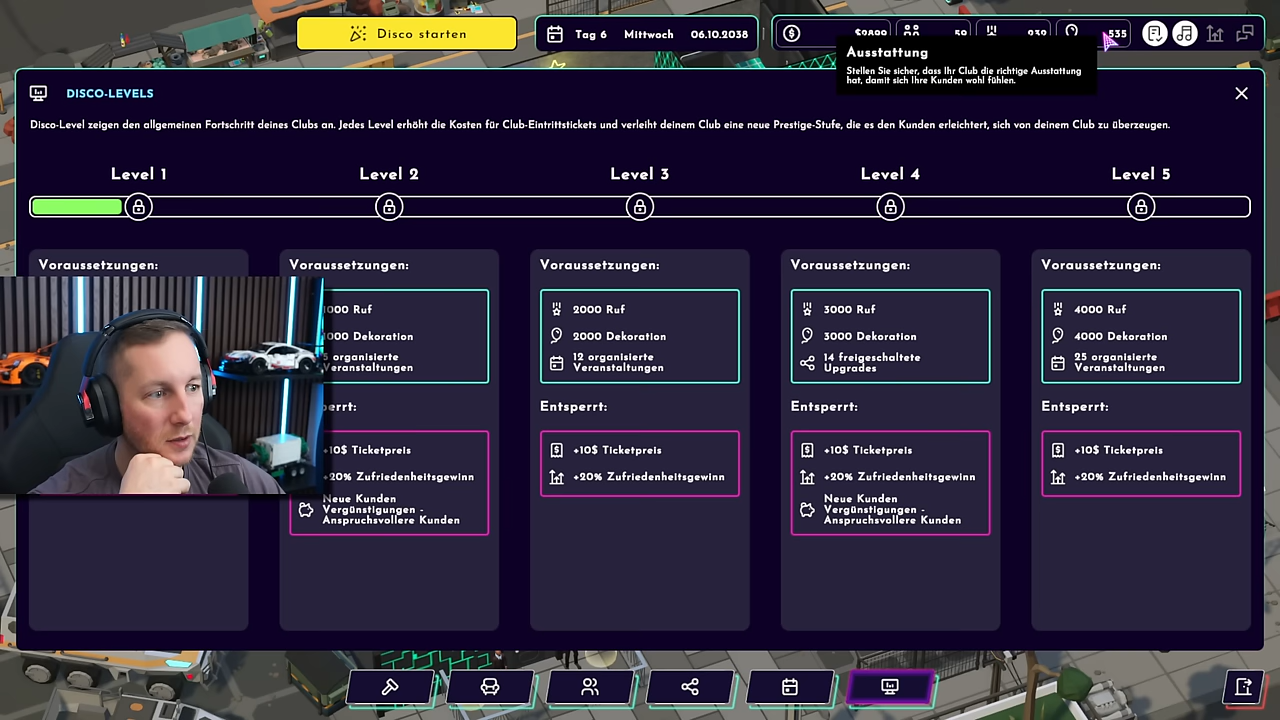 Disco starten
Tag 6 Mittwoch 06.10.2038
$2899
59
232
535
Ausstattung
Stellen Sie sicher, dass Ihr Club die richtige Ausstattung
hat, damit sich Ihre Kunden wohl fühlen.
DISCO-LEVELS
Disco-Level zeigen den allgemeinen Fortschritt deines Clubs an. Jedes Level erhöht die Kosten für Club-Eintrittstickets und verleiht deinem Club eine neue Prestige-Stufe, die es den Kunden erleichtert, sich von deinem Club zu überzeugen.
Level 1
Level 2
Level 3
Level 4
Level 5
Voraussetzungen:
Voraussetzungen:
1000 Ruf
1000 Dekoration
5 organisierte
Veranstaltungen
+10$ Ticketpreis
+20% Zufriedenheitsgewinn
Neue Kunden
Vergünstigungen -
Anspruchsvollere Kunden
Voraussetzungen:
2000 Ruf
2000 Dekoration
12 organisierte
Veranstaltungen
Entsperrt:
+10$ Ticketpreis
+20% Zufriedenheitsgewinn
Voraussetzungen:
3000 Ruf
3000 Dekoration
14 freigeschaltete
Upgrades
Entsperrt:
+10$ Ticketpreis
+20% Zufriedenheitsgewinn
Neue Kunden
Vergünstigungen -
Anspruchsvollere Kunden
Voraussetzungen:
4000 Ruf
4000 Dekoration
25 organisierte
Veranstaltungen
Entsperrt:
+10$ Ticketpreis
+20% Zufriedenheitsgewinn